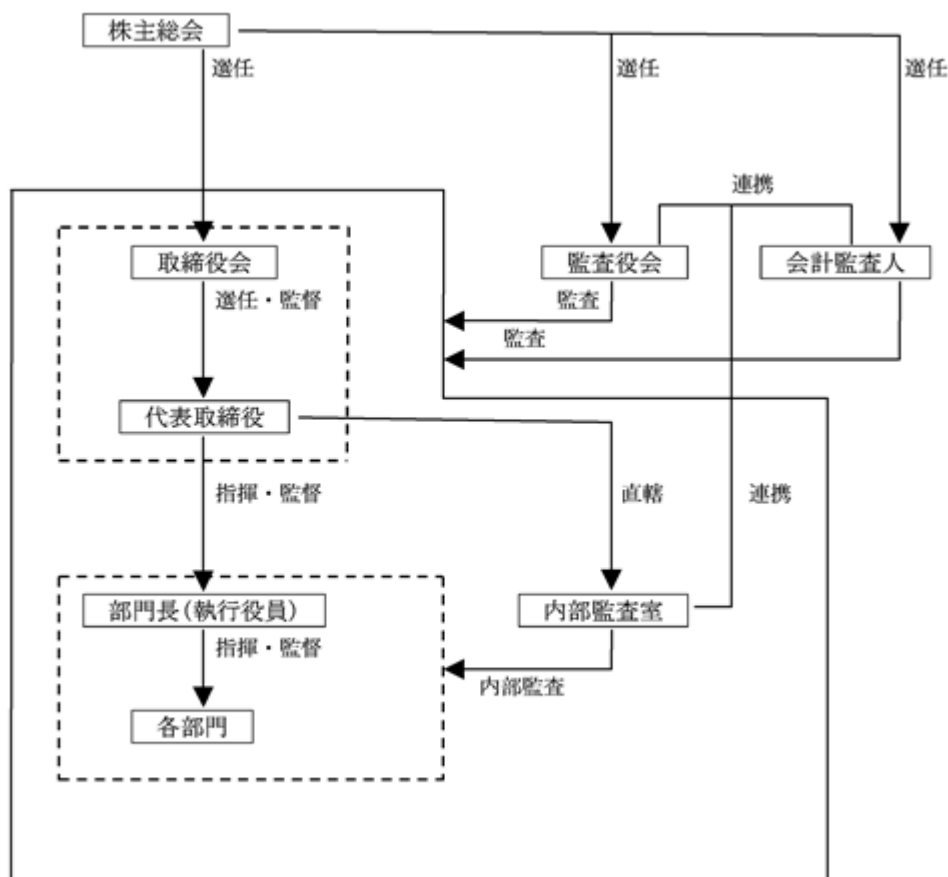 株主総会
選任
選任
選任
連携
取締役会
監査役会
会計監査人
選任・監督
監査
監査
代表取締役
指揮・監督
直轄
連携
部門長(執行役員)
内部監査室
指揮・監督
内部監査
各部門